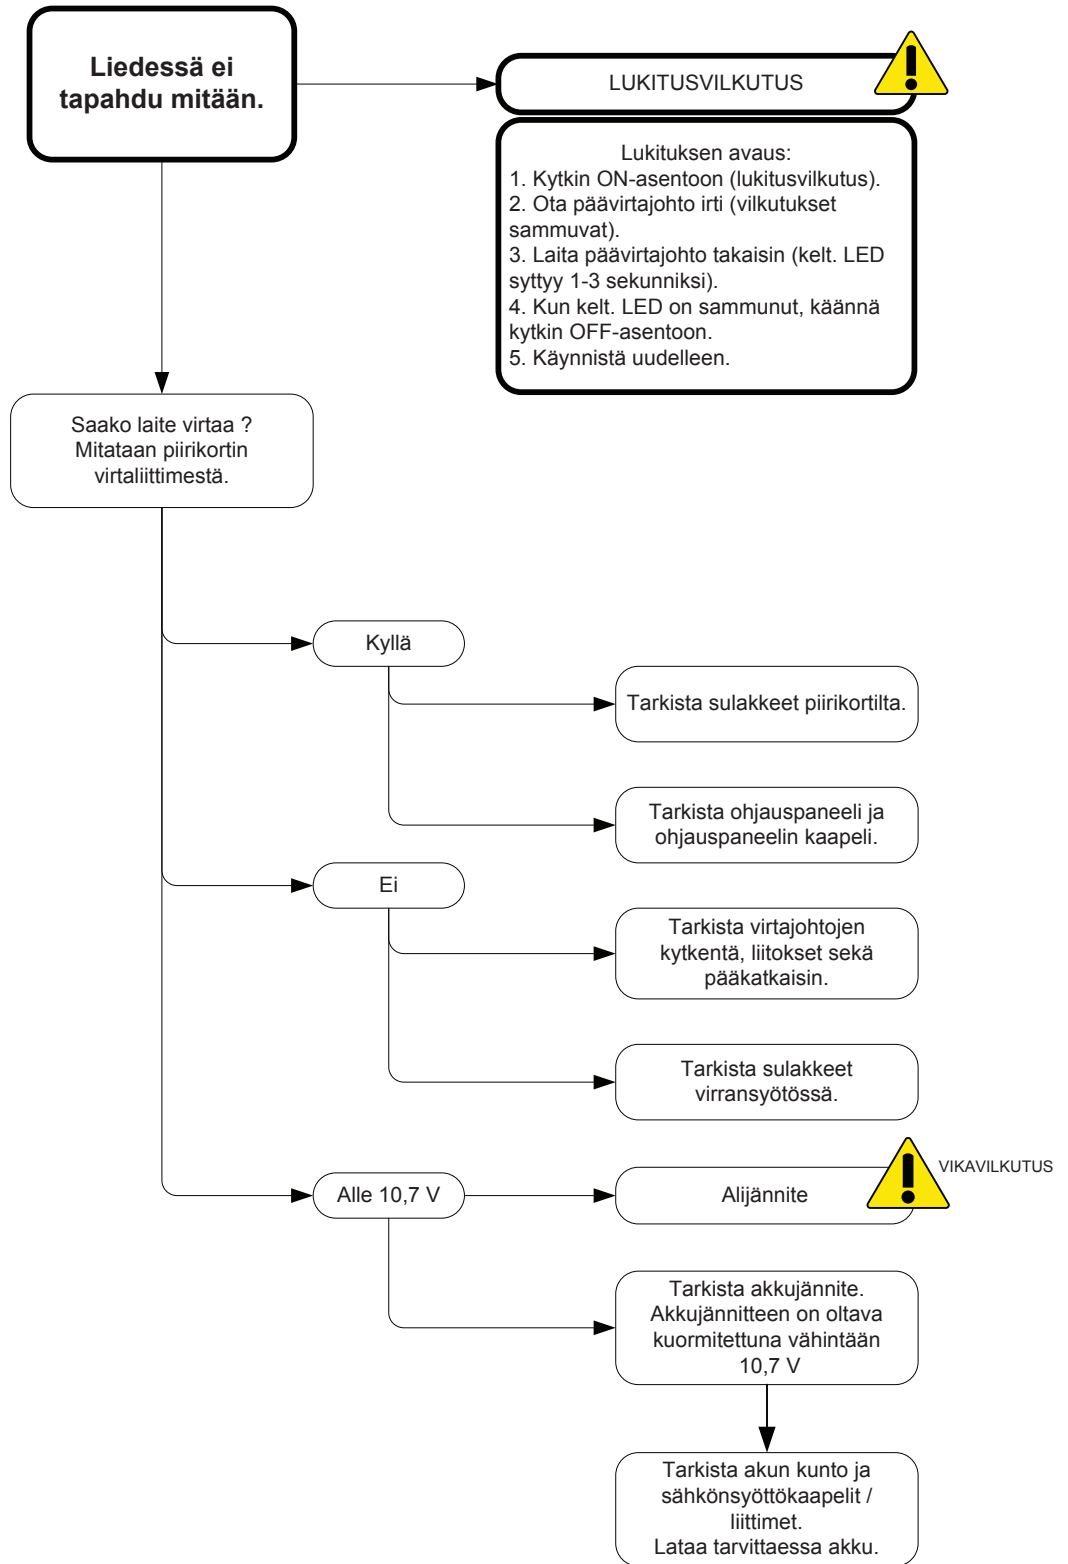 Liedessä ei
tapahdu mitään.
LUKITUSVILKUTUS
Lukituksen avaus:
1. Kytkin ON-asentoon (lukitusvilkutus).
2. Ota päävirtajohto irti (vilkutukset
sammuvat).
3. Laita päävirtajohto takaisin (kelt. LED
syttyy 1-3 sekunniksi).
4. Kun kelt. LED on sammunut, käännä
kytkin OFF-asentoon.
5. Käynnistä uudelleen.
Saako laite virtaa ?
Mitataan piirikortin
virtaliittimestä.
Kyllä
Tarkista sulakkeet piirikortilta.
Tarkista ohjauspaneeli ja
ohjauspaneelin kaapeli.
Ei
Tarkista virtajohtojen
kytkentä, liitokset sekä
pääkatkaisin.
Tarkista sulakkeet
virransyötössä.
Alle 10,7 V
Alijännite
VIKAVILKUTUS
Tarkista akkujännite.
Akkujännitteen on oltava
kuormitettuna vähintään
10,7 V
Tarkista akun kunto ja
sähkönsyöttökaapelit /
liittimet.
Lataa tarvittaessa akku.